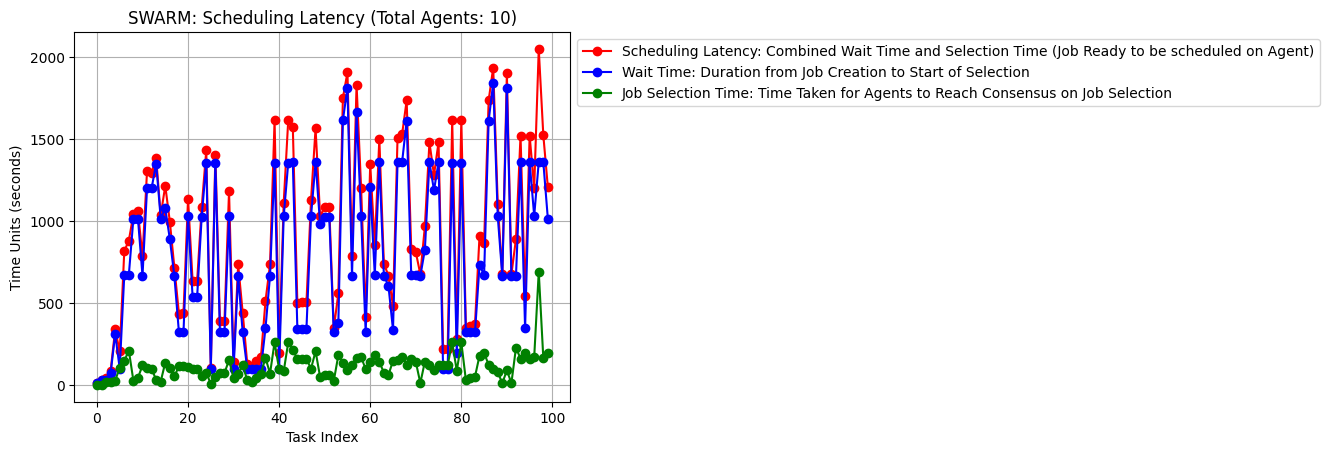 SWARM: Scheduling Latency (Total Agents: 10)
Scheduling Latency: Combined Wait Time and Selection Time (Job Ready to be scheduled on Agent)
Wait Time: Duration from Job Creation to Start of Selection
Job Selection Time: Time Taken for Agents to Reach Consensus on Job Selection
Time Units (seconds)
2000
1500
1000
500
0
0 20 40 60 80 100
Task Index